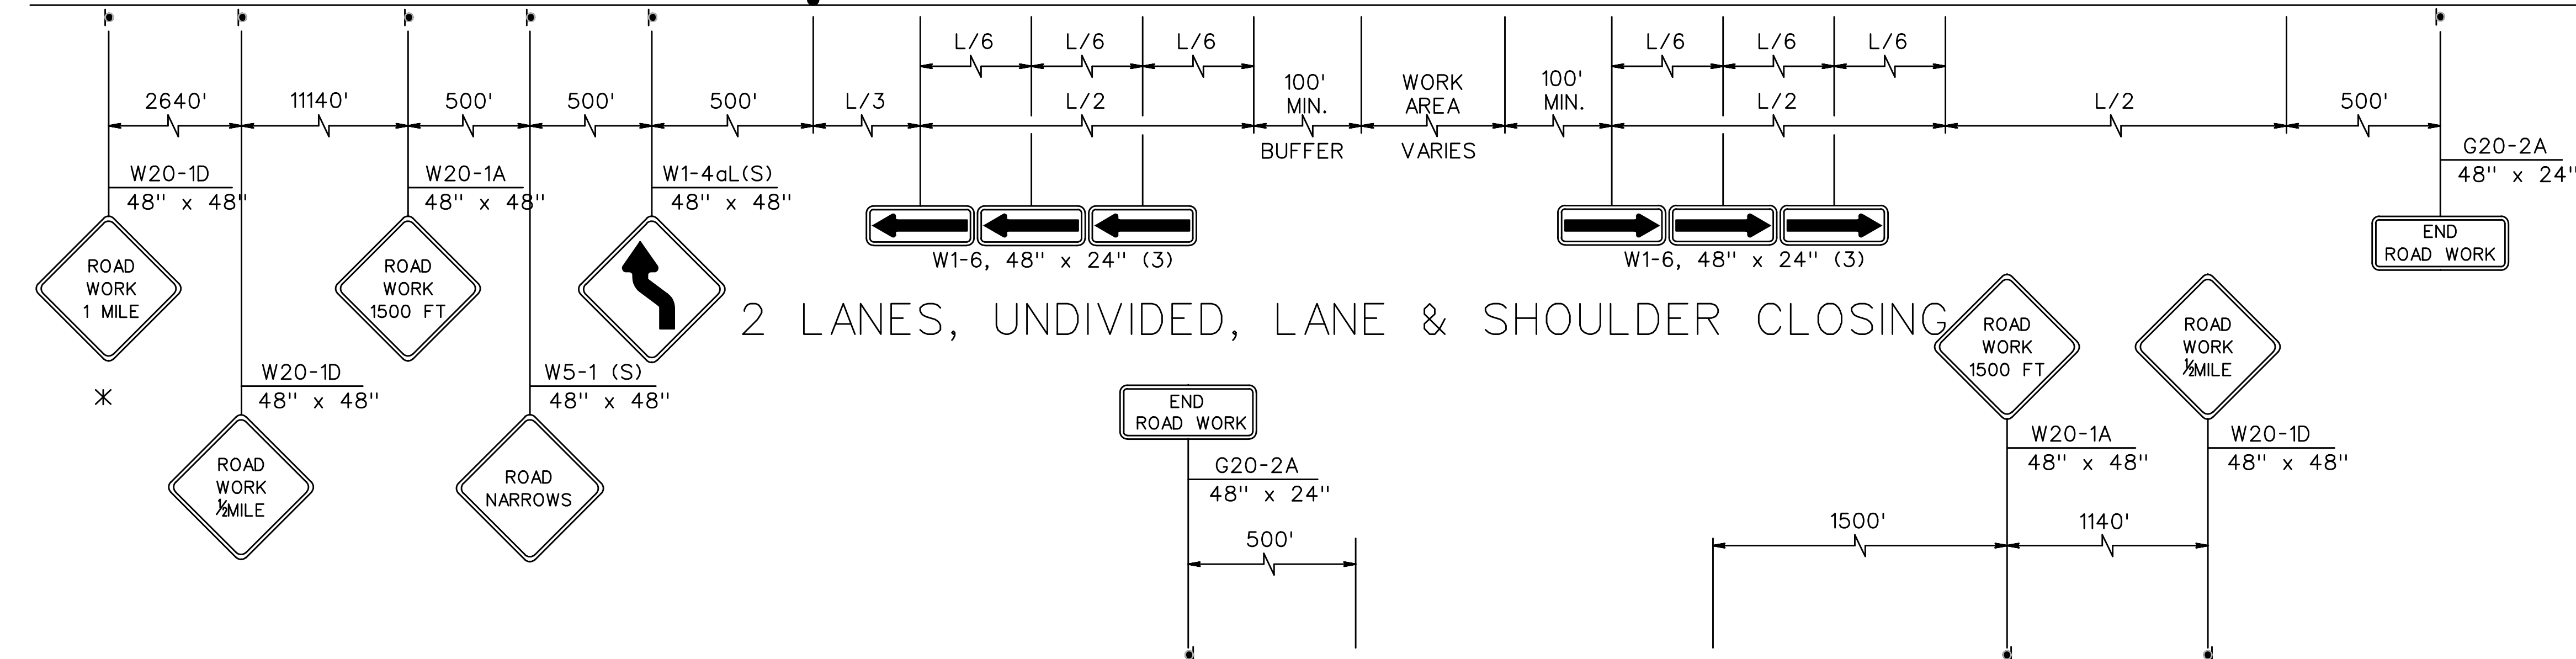 L/6 L/6 L/6 L/6 L/6 L/6
2640' 11140' 500' 500' 500' L/3 L/2 100' MIN. WORK AREA 100' MIN. L/2 L/2 500'
BUFFER VARIES
W20-1D
48" x 48"
ROAD
WORK
1 MILE
W20-1A
48" x 48"
ROAD
WORK
1500 FT
W1-4aL(S)
48" x 48"
W1-6, 48" x 24" (3)
W1-6, 48" x 24" (3)
G20-2A
48" x 24"
END
ROAD WORK
2 LANES, UNDIVIDED, LANE & SHOULDER CLOSING
W20-1D
48" x 48"
ROAD
WORK
½MILE
W5-1 (S)
48" x 48"
ROAD
NARROWS
END
ROAD WORK
G20-2A
48" x 24"
500'
ROAD
WORK
1500 FT
W20-1A
48" x 48"
ROAD
WORK
½MILE
W20-1D
48" x 48"
1500' 1140'